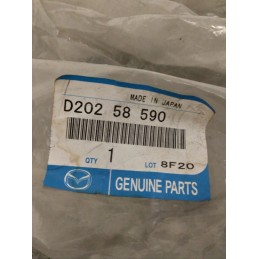 MADE IN JAPAN
D202 58 590
QTY 1 LOT 8F20
GENUINE PARTS